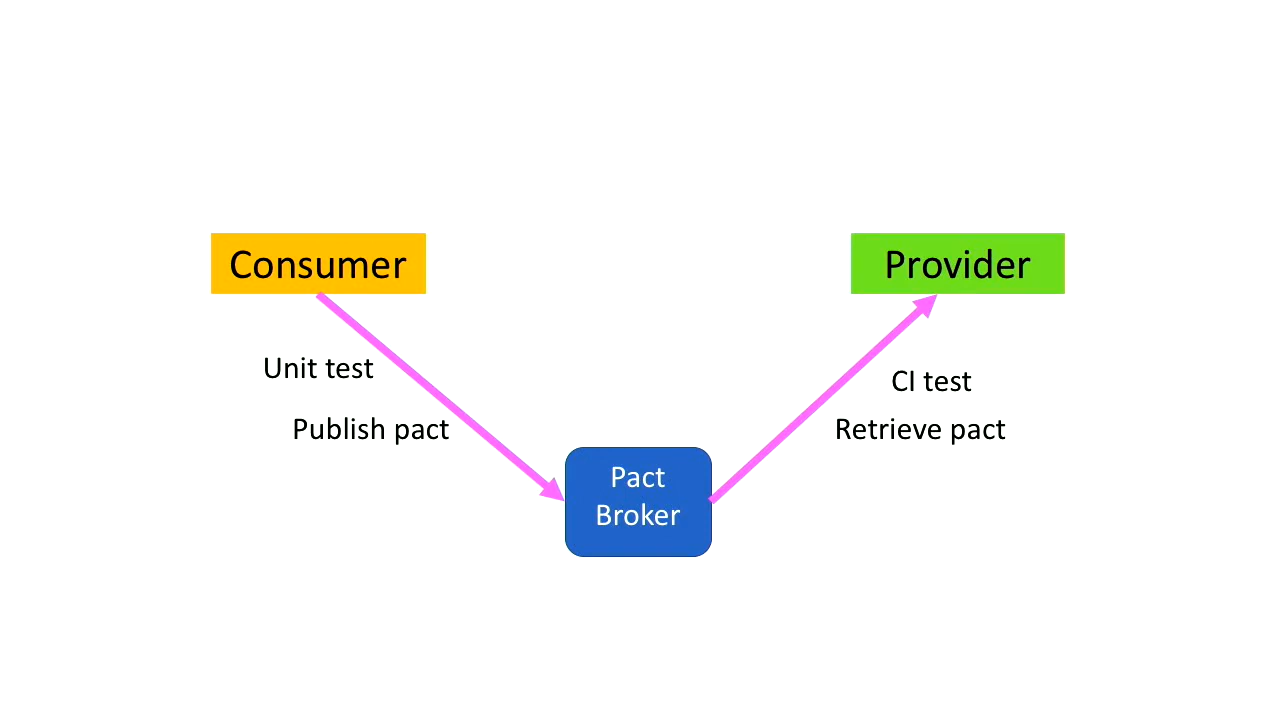 Consumer
Provider
Unit test
Publish pact
CI test
Retrieve pact
Pact
Broker